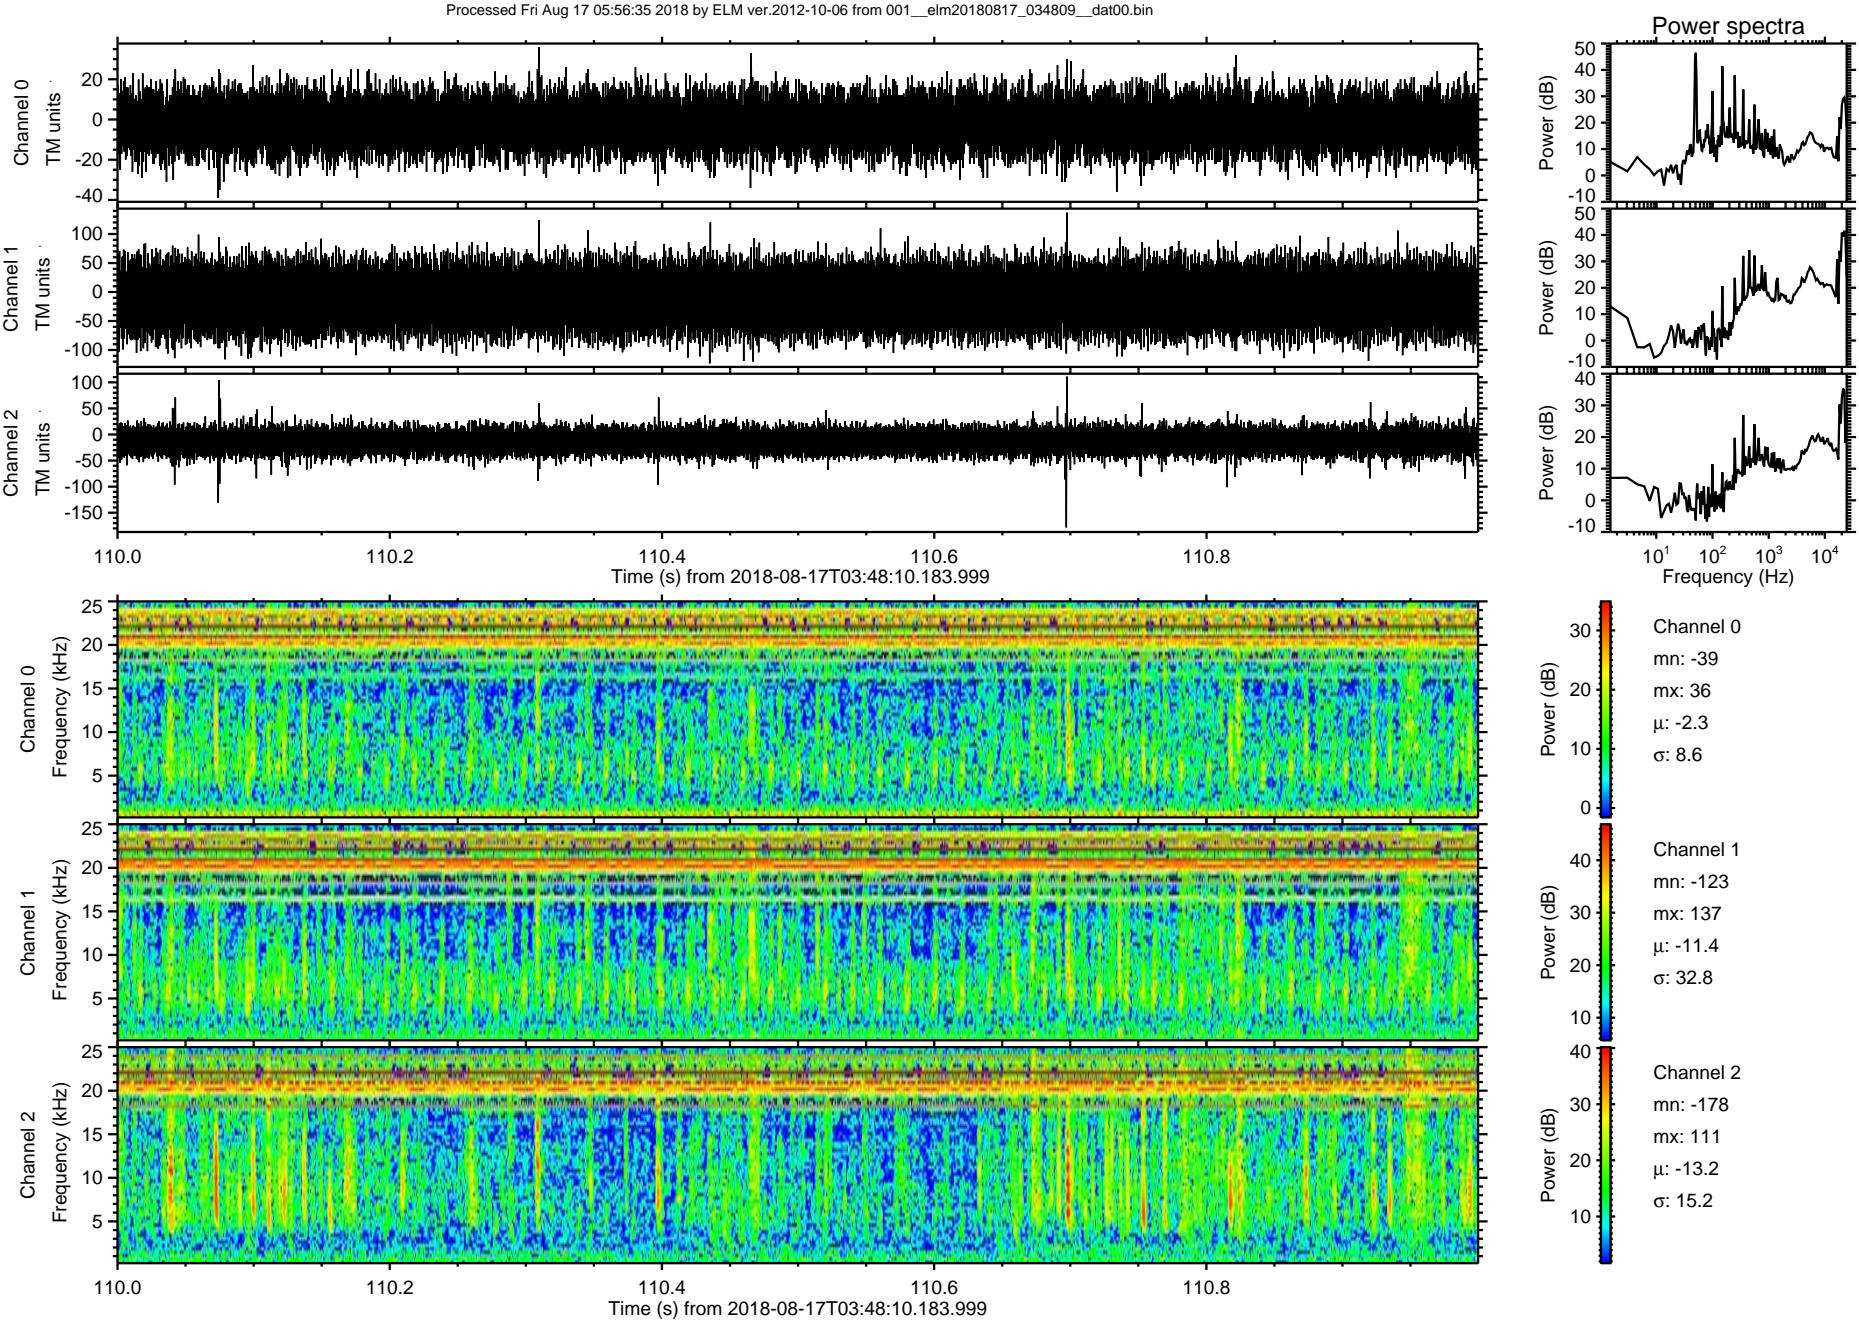 Processed Fri Aug 17 05:56:35 2018 by ELM ver.2012-10-06 from 001__elm20180817_034809__dat00.bin
Power spectra
Channel 0
TM units
20
0
-20
-40
Power (dB)
50
40
30
20
10
0
-10
Channel 1
TM units
100
50
0
-50
-100
Power (dB)
50
40
30
20
10
0
-10
Channel 2
TM units
100
50
0
-50
-100
-150
Power (dB)
40
30
20
10
0
-10
110.0 110.2 110.4 110.6 110.8
Time (s) from 2018-08-17T03:48:10.183.999
10¹ 10² 10³ 10⁴
Frequency (Hz)
Channel 0
Frequency (kHz)
25
20
15
10
5
Power (dB)
30
20
10
0
Channel 0
mn: -39
mx: 36
μ: -2.3
σ: 8.6
Channel 1
Frequency (kHz)
25
20
15
10
5
Power (dB)
40
30
20
10
Channel 1
mn: -123
mx: 137
μ: -11.4
σ: 32.8
Channel 2
Frequency (kHz)
25
20
15
10
5
Power (dB)
40
30
20
10
Channel 2
mn: -178
mx: 111
μ: -13.2
σ: 15.2
110.0 110.2 110.4 110.6 110.8
Time (s) from 2018-08-17T03:48:10.183.999